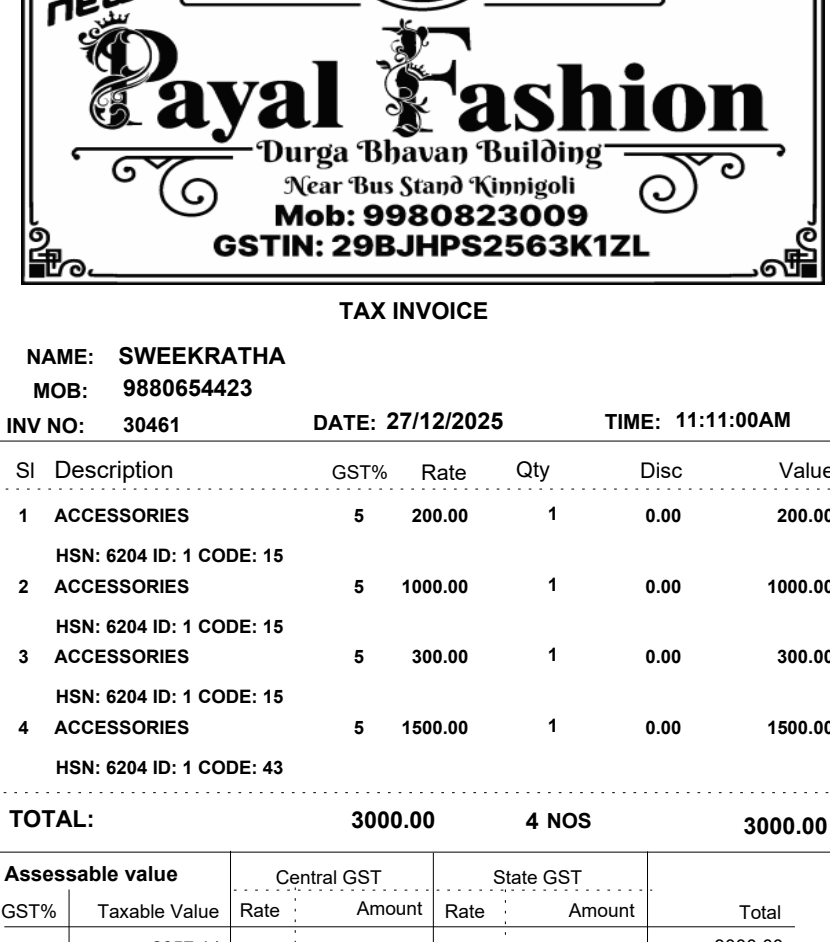 new
Payal Fashion
Durga Bhavan Building
Near Bus Stand Kinnigoli
Mob: 9980823009
GSTIN: 29BJHPS2563K1ZL
TAX INVOICE
NAME: SWEEKRATHA
MOB: 9880654423
INV NO: 30461 DATE: 27/12/2025 TIME: 11:11:00AM
Sl Description GST% Rate Qty Disc Value
1 ACCESSORIES 5 200.00 1 0.00 200.00
HSN: 6204 ID: 1 CODE: 15
2 ACCESSORIES 5 1000.00 1 0.00 1000.00
HSN: 6204 ID: 1 CODE: 15
3 ACCESSORIES 5 300.00 1 0.00 300.00
HSN: 6204 ID: 1 CODE: 15
4 ACCESSORIES 5 1500.00 1 0.00 1500.00
HSN: 6204 ID: 1 CODE: 43
TOTAL: 3000.00 4 NOS 3000.00
Assessable value Central GST State GST
GST% Taxable Value Rate Amount Rate Amount Total